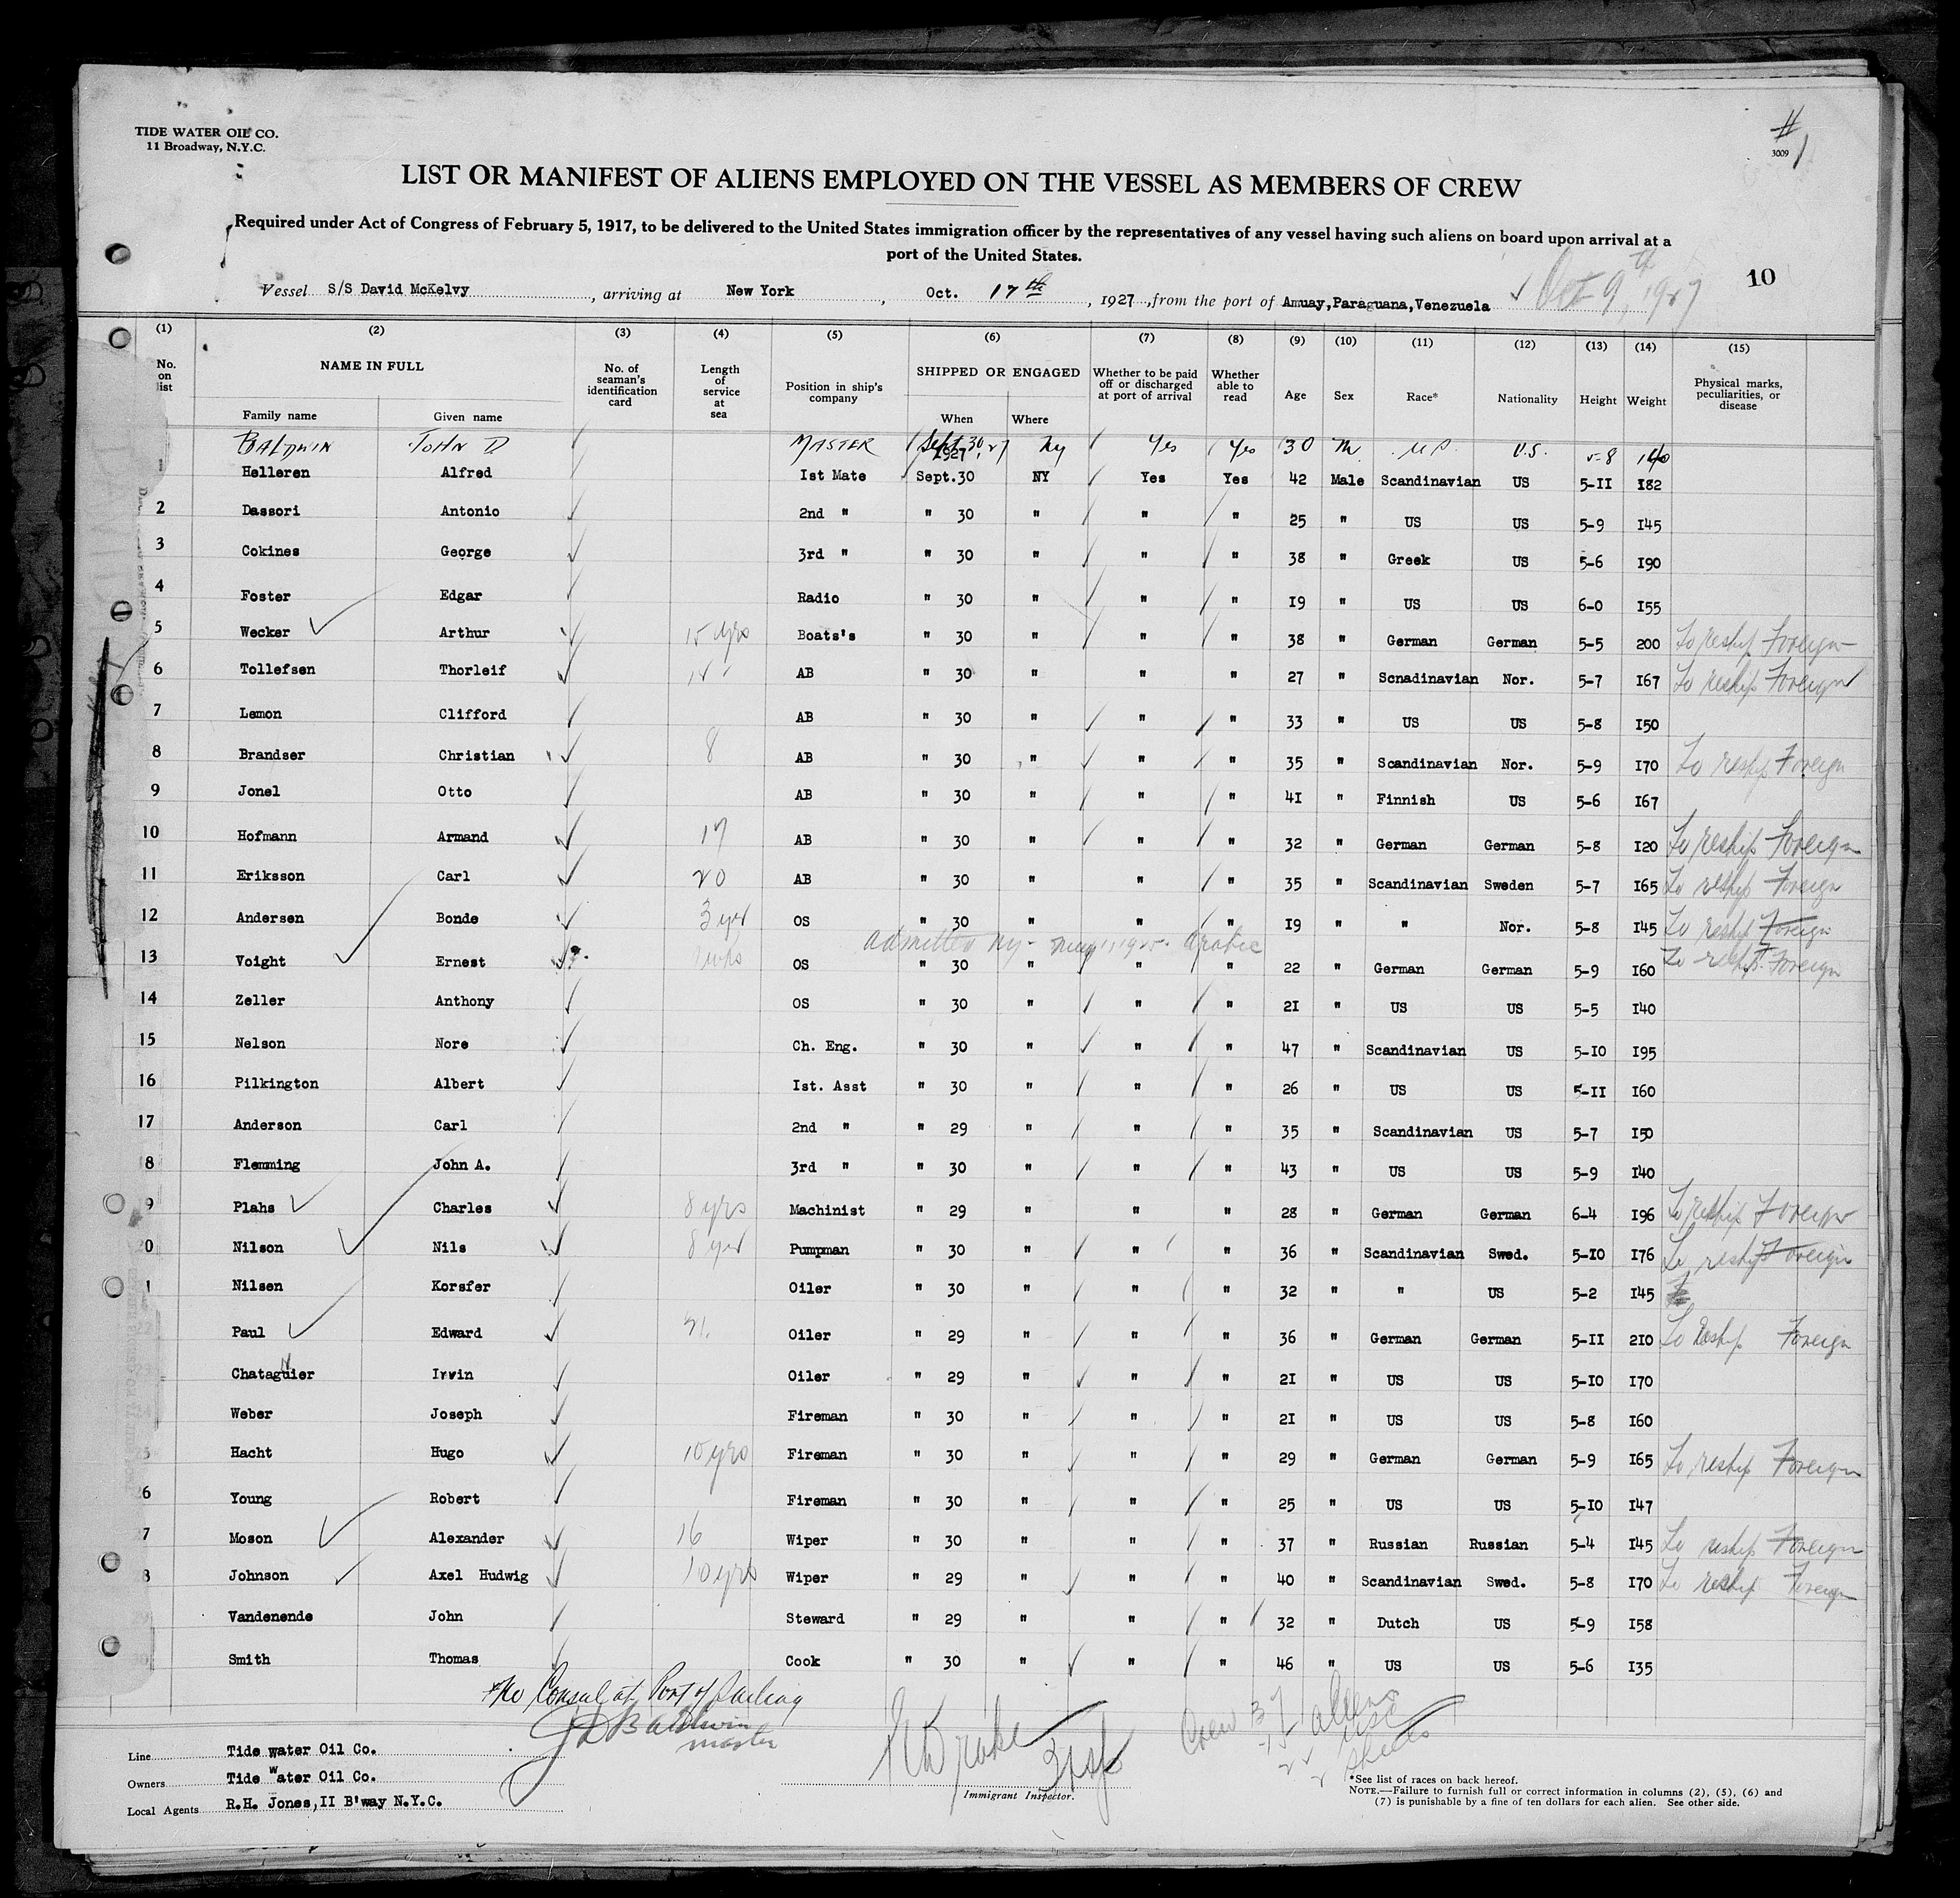 TIDE WATER OIL CO.
11 Broadway, N.Y.C.
#1
3009
LIST OR MANIFEST OF ALIENS EMPLOYED ON THE VESSEL AS MEMBERS OF CREW
Required under Act of Congress of February 5, 1917, to be delivered to the United States immigration officer by the representatives of any vessel having such aliens on board upon arrival at a
port of the United States.
10
Vessel S/S David McKelvy, arriving at New York, Oct. 17th, 1927, from the port of Amuay,Paraguana,Venezuela Oct 9th, 1927
(1) (2) (3) (4) (5) (6) (7) (8) (9) (10) (11) (12) (13) (14) (15)
No. on list NAME IN FULL No. of seaman's identification card Length of service at sea Position in ship's company SHIPPED OR ENGAGED Whether to be paid off or discharged at port of arrival Whether able to read Age Sex Race* Nationality Height Weight Physical marks, peculiarities, or disease
Family name Given name When Where
BALDWIN JOHN D MASTER Sept 30 27 NY Yes Yes 30 M U.S. U.S. 5-8 140
1927
Helleren Alfred 1st Mate Sept.30 NY Yes Yes 42 Male Scandinavian US 5-II I82
2 Dassori Antonio 2nd " " 30 " " " 25 " US US 5-9 I45
3 Cokines George 3rd " " 30 " " " 38 " Greek US 5-6 I90
4 Foster Edgar Radio " 30 " " " I9 " US US 6-0 I55
5 Wecker Arthur 15 yrs Boats's " 30 " " " 38 " German German 5-5 200 To reship Foreign
6 Tollefsen Thorleif 14 " AB " 30 " " " 27 " Scnadinavian Nor. 5-7 I67 To reship Foreign
7 Lemon Clifford AB " 30 " " " 33 " US US 5-8 I50
8 Brandser Christian 8 AB " 30 " " " 35 " Scandinavian Nor. 5-9 I70 To reship Foreign
9 Jonel Otto AB " 30 " " " 4I " Finnish US 5-6 I67
10 Hofmann Armand 17 AB " 30 " " " 32 " German German 5-8 I20 To reship Foreign
11 Eriksson Carl 20 AB " 30 " " " 35 " Scandinavian Sweden 5-7 I65 To reship Foreign
12 Andersen Bonde 3 yrs OS " 30 " " " I9 " " Nor. 5-8 I45 To reship Foreign
admitted NY - 1925. Arabic
13 Voight Ernest OS " 30 " " " 22 " German German 5-9 I60 To reship Foreign
14 Zeller Anthony OS " 30 " " " 2I " US US 5-5 I40
15 Nelson Nore Ch. Eng. " 30 " " " 47 " Scandinavian US 5-IO I95
16 Pilkington Albert Ist. Asst " 30 " " " 26 " US US 5-II I60
17 Anderson Carl 2nd " " 29 " " " 35 " Scandinavian US 5-7 I50
8 Flemming John A. 3rd " " 30 " " " 43 " US US 5-9 I40
9 Plahs Charles 8 yrs Machinist " 29 " " " 28 " German German 6-4 I96 To reship Foreign
0 Nilson Nils 8 yrs Pumpman " 30 " " " 36 " Scandinavian Swed. 5-IO I76 To reship Foreign
1 Nilsen Korsfer Oiler " 30 " " " 32 " " US 5-2 I45
Paul Edward Oiler " 29 " " " 36 " German German 5-II 2IO To Reship Foreign
Chataguier Irvin Oiler " 29 " " " 2I " US US 5-IO I70
Weber Joseph Fireman " 30 " " " 2I " US US 5-8 I60
Hacht Hugo 10 yrs Fireman " 30 " " " 29 " German German 5-9 I65 To reship Foreign
6 Young Robert Fireman " 30 " " " 25 " US US 5-IO I47
7 Moson Alexander 16 Wiper " 30 " " " 37 " Russian Russian 5-4 I45 To reship Foreign
8 Johnson Axel Hudwig 10 yrs Wiper " 29 " " " 40 " Scandinavian Swed. 5-8 I70 To reship Foreign
Vandenende John Steward " 29 " " " 32 " Dutch US 5-9 I58
Smith Thomas Cook " 30 " " " 46 " US US 5-6 I35
No Consul at Port of Sailing
JD Baldwin
master
Crew 37
15 aliens
22 USC
2 sheets
Line Tide water Oil Co.
Owners Tide Water Oil Co.
Local Agents R.H. Jones,II B'way N.Y.C.
Drake
Immigrant Inspector.
*See list of races on back hereof.
NOTE.—Failure to furnish full or correct information in columns (2), (5), (6) and
(7) is punishable by a fine of ten dollars for each alien. See other side.